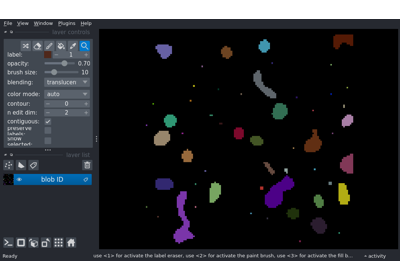 File View Window Plugins Help
layer controls
label: 1
opacity: 0.70
brush size: 10
blending: translucen
color mode: auto
contour: 0
n edit dim: 2
contiguous:
preserve
labels:
show
selected:
layer list
blob ID
Ready
use <1> for activate the label eraser, use <2> for activate the paint brush, use <3> for activate the fill b...
activity